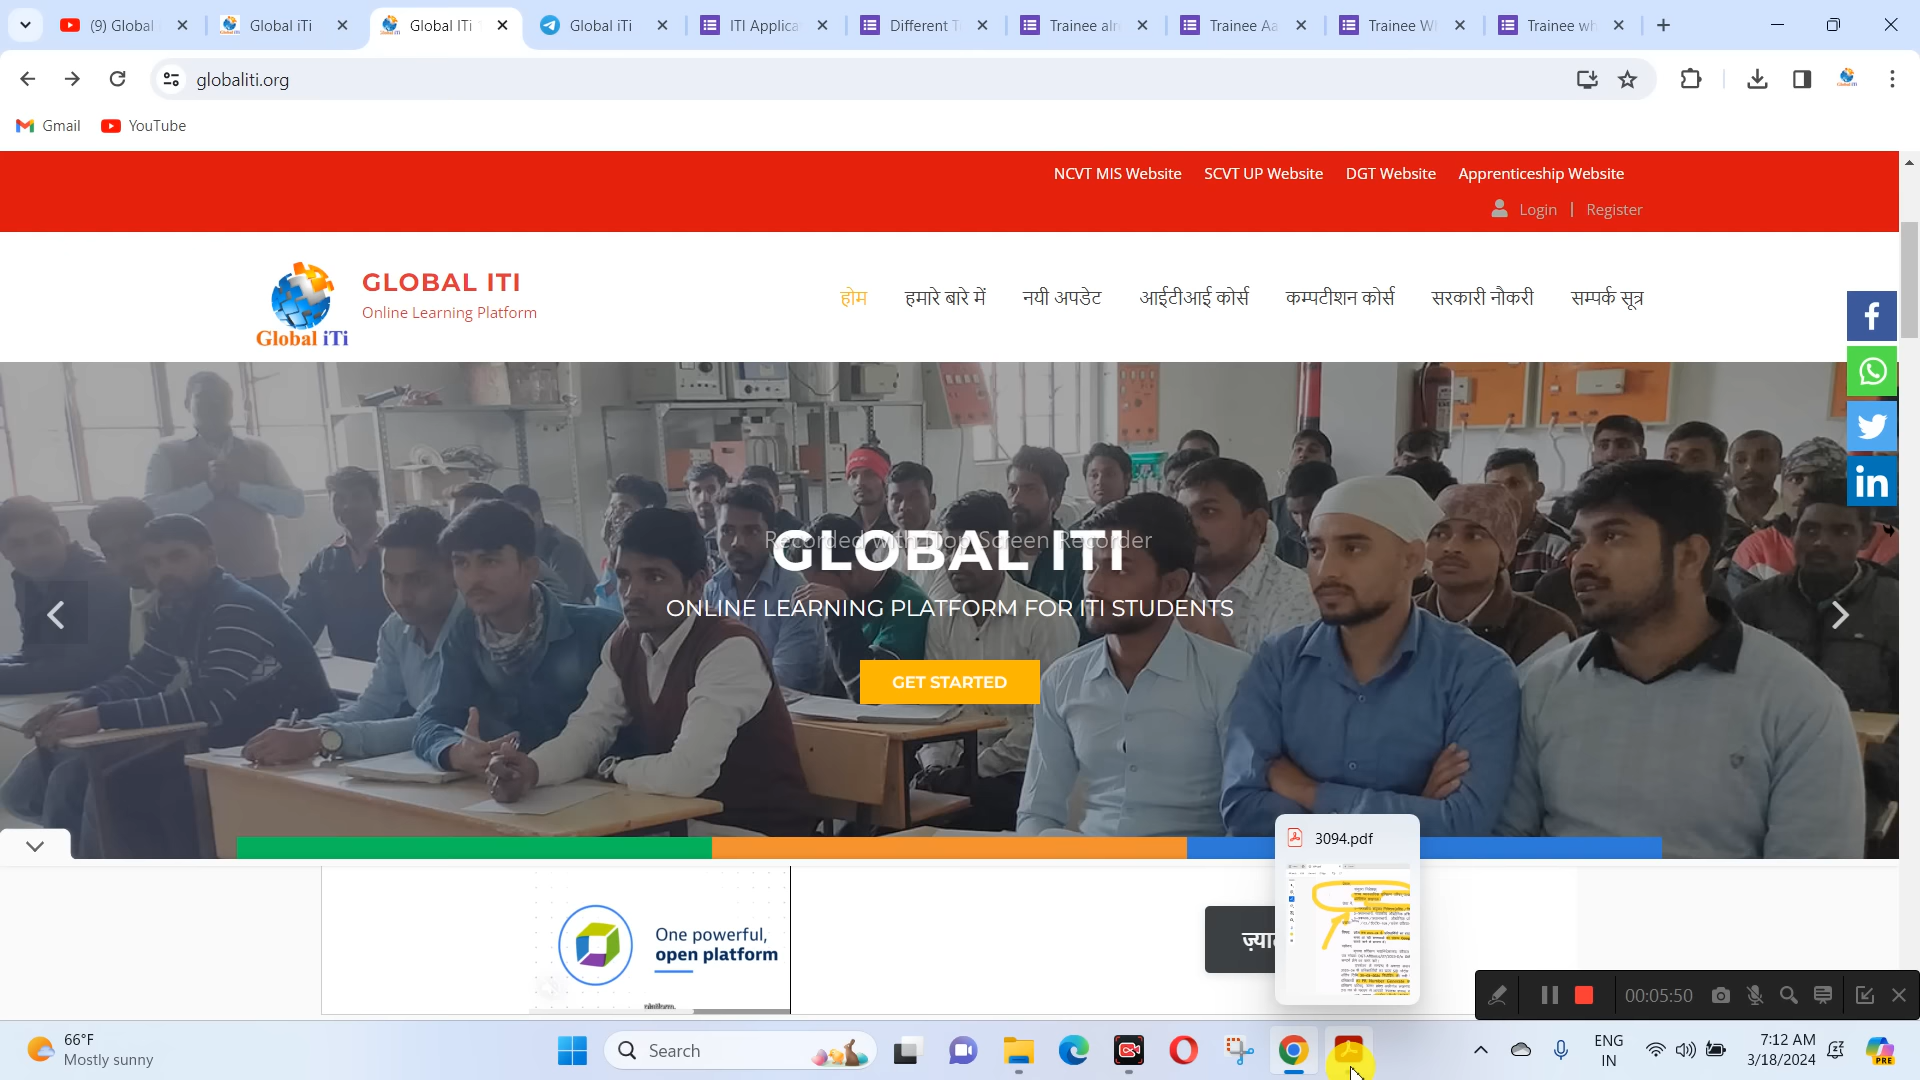 (9) Global
Global iTi
Global ITi
Global iTi
ITI Applica
Different T
Trainee alr
Trainee Aa
Trainee W
Trainee wh
globaliti.org
Gmail
YouTube
NCVT MIS Website SCVT UP Website DGT Website Apprenticeship Website
Login | Register
GLOBAL ITI
Online Learning Platform
Global iTi
होम हमारे बारे में नयी अपडेट आईटीआई कोर्स कम्पटीशन कोर्स सरकारी नौकरी सम्पर्क सूत्र
GLOBAL ITI
ONLINE LEARNING PLATFORM FOR ITI STUDENTS
GET STARTED
3094.pdf
One powerful,
open platform
platform.
00:05:50
66°F
Mostly sunny
Search
ENG
IN
7:12 AM
3/18/2024
PRE